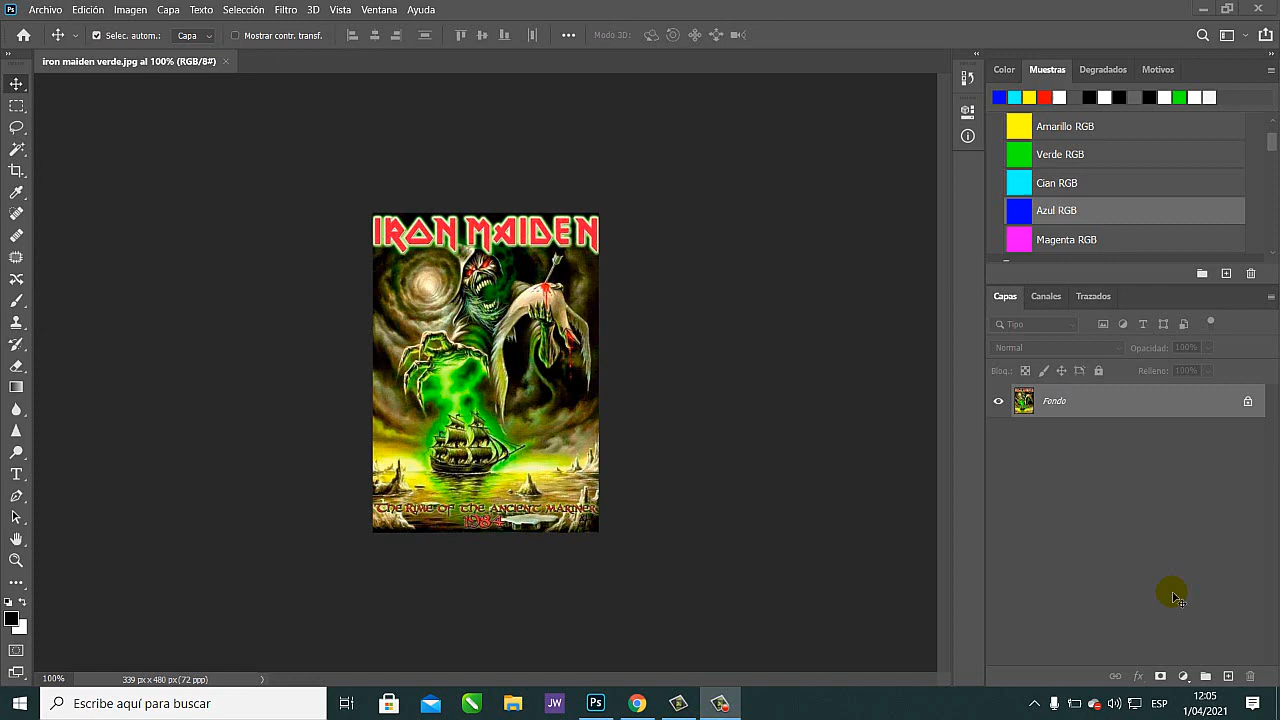 Ps Archivo Edición Imagen Capa Texto Selección Filtro 3D Vista Ventana Ayuda
Selec. autom.: Capa Mostrar contr. transf. Modo 3D:
iron maiden verde.jpg al 100% (RGB/8#)
Color Muestras Degradados Motivos
Amarillo RGB
Verde RGB
Cian RGB
Azul RGB
Magenta RGB
IRON MAIDEN
THE RIME OF THE ANCIENT MARINER
1984
Capas Canales Trazados
Tipo
Normal Opacidad: 100%
Bloq.: Relleno: 100%
Fondo
fx
100% 339 px x 480 px (72 ppp)
Escribe aquí para buscar
JW
Ps
ESP
12:05
1/04/2021